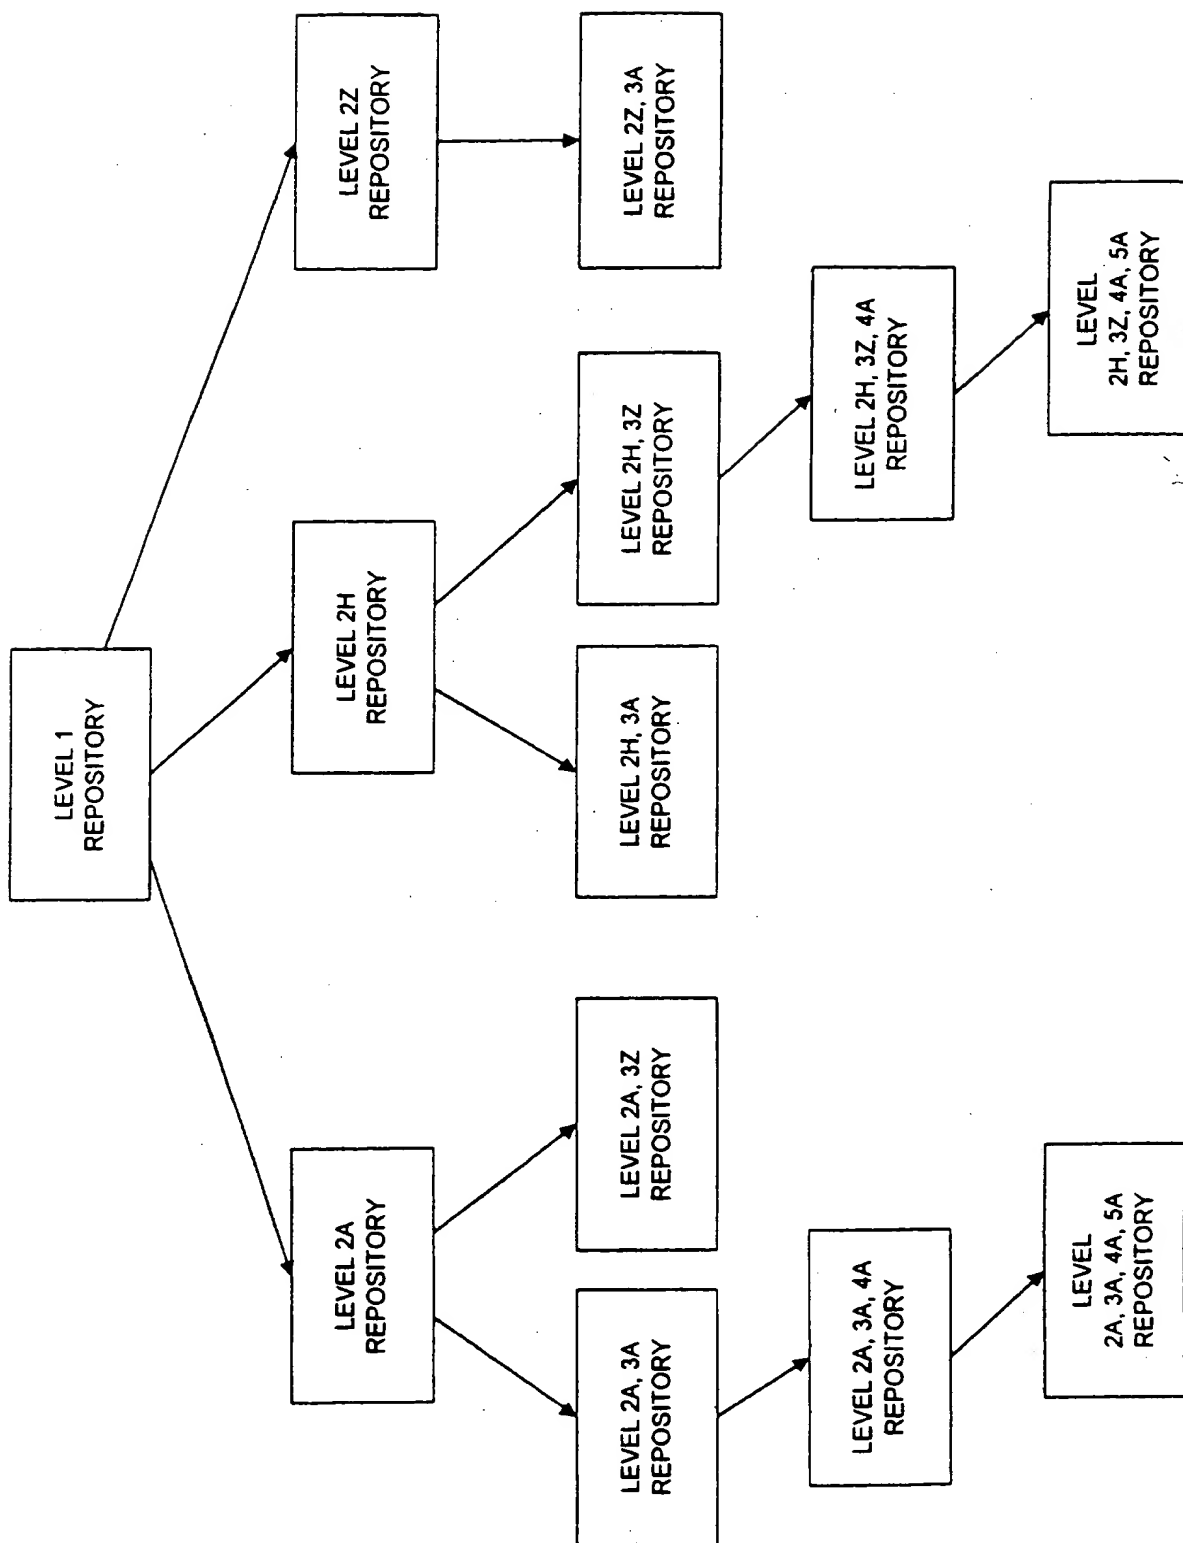 LEVEL 1
REPOSITORY
LEVEL 2A
REPOSITORY
LEVEL 2H
REPOSITORY
LEVEL 2Z
REPOSITORY
LEVEL 2A, 3A
REPOSITORY
LEVEL 2A, 3Z
REPOSITORY
LEVEL 2H, 3A
REPOSITORY
LEVEL 2H, 3Z
REPOSITORY
LEVEL 2Z, 3A
REPOSITORY
LEVEL 2A, 3A, 4A
REPOSITORY
LEVEL 2H, 3Z, 4A
REPOSITORY
LEVEL
2A, 3A, 4A, 5A
REPOSITORY
LEVEL
2H, 3Z, 4A, 5A
REPOSITORY